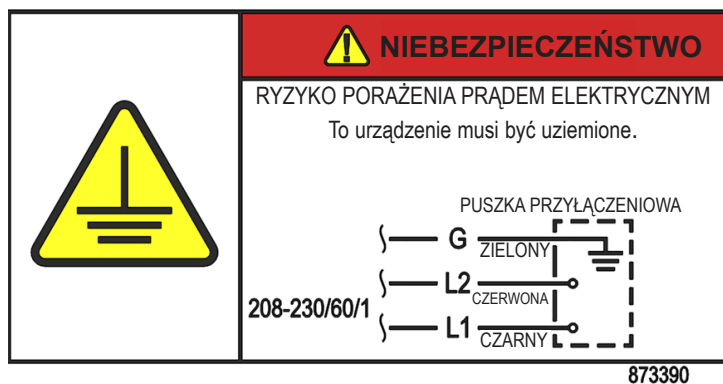 NIEBEZPIECZEŃSTWO
RYZYKO PORAŻENIA PRĄDEM ELEKTRYCZNYM
To urządzenie musi być uziemione.
PUSZKA PRZYŁĄCZENIOWA
G
ZIELONY
L2
CZERWONA
208-230/60/1
L1
CZARNY
873390